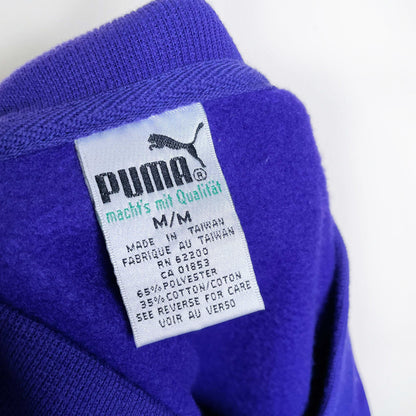 PUMA®
macht's mit Qualität
M/M
MADE IN TAIWAN
FABRIQUE AU TAIWAN
RN 62200
CA 01853
65% POLYESTER
35% COTTON/COTON
SEE REVERSE FOR CARE
VOIR AU VERSO